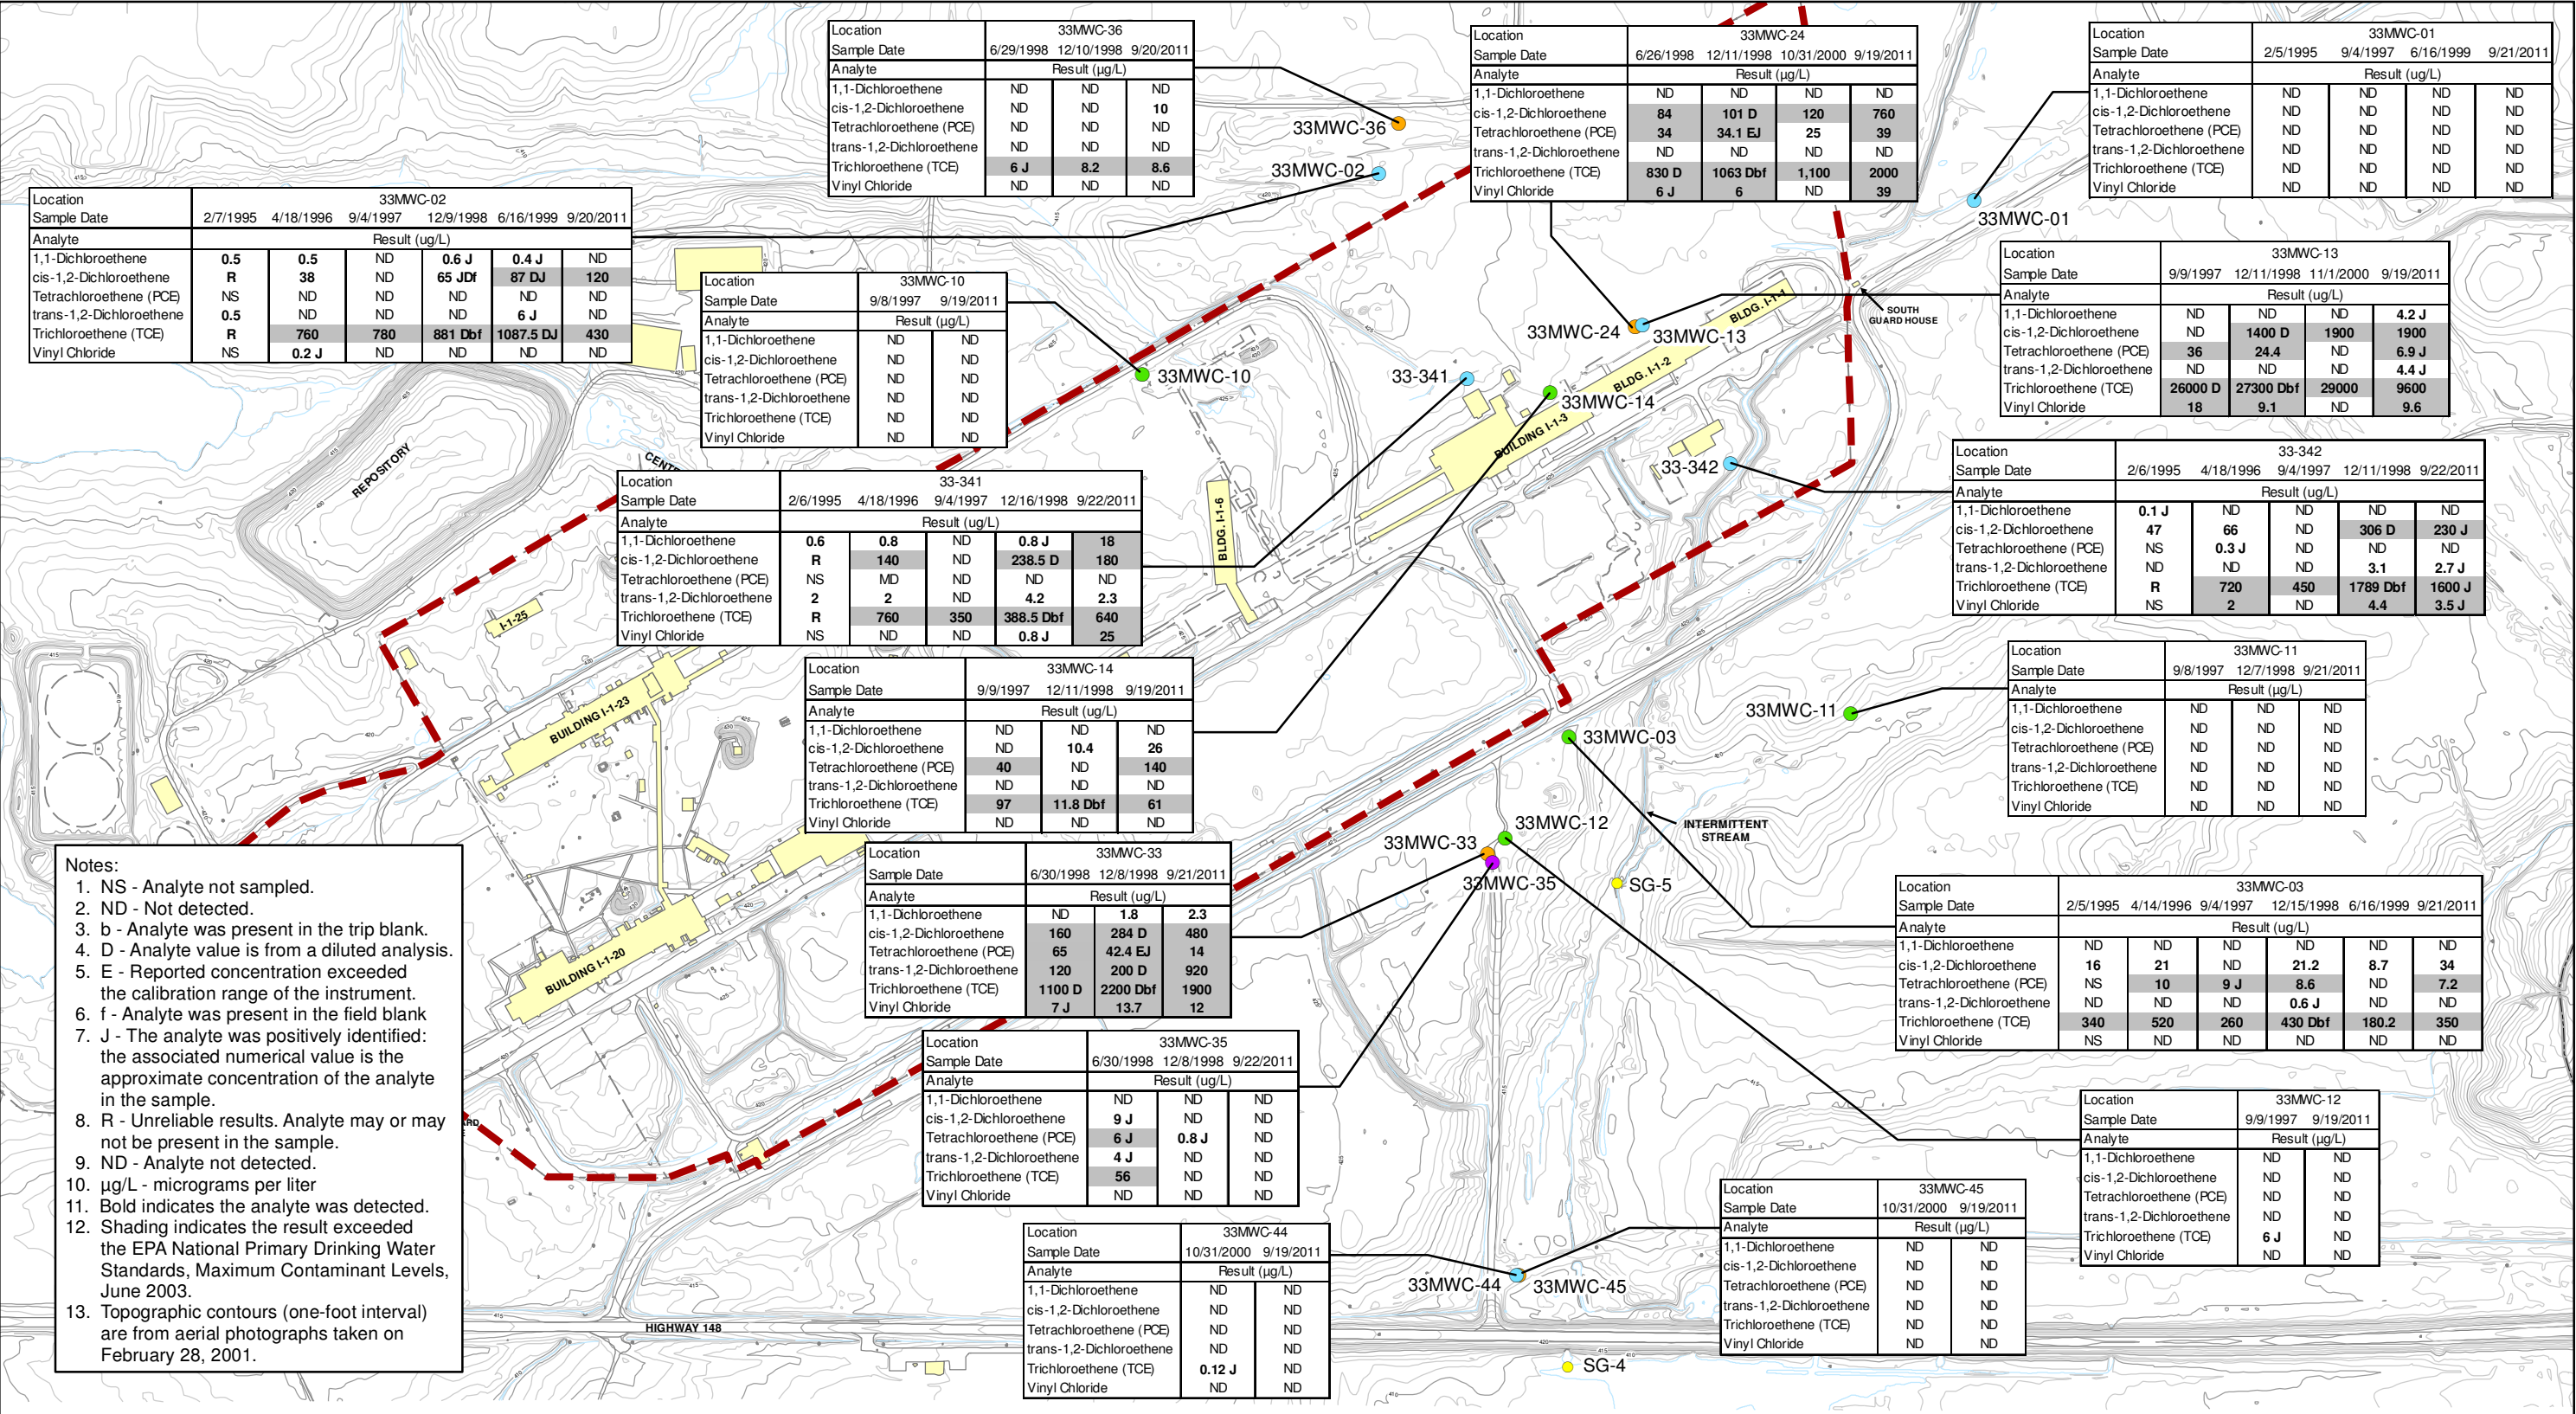 Location 33MWC-36
Sample Date 6/29/1998 12/10/1998 9/20/2011
Analyte Result (µg/L)
1,1-Dichloroethene ND ND ND
cis-1,2-Dichloroethene ND ND 10
Tetrachloroethene (PCE) ND ND ND
trans-1,2-Dichloroethene ND ND ND
Trichloroethene (TCE) 6 J 8.2 8.6
Vinyl Chloride ND ND ND
Location 33MWC-24
Sample Date 6/26/1998 12/11/1998 10/31/2000 9/19/2011
Analyte Result (µg/L)
1,1-Dichloroethene ND ND ND ND
cis-1,2-Dichloroethene 84 101 D 120 760
Tetrachloroethene (PCE) 34 34.1 EJ 25 39
trans-1,2-Dichloroethene ND ND ND ND
Trichloroethene (TCE) 830 D 1063 Dbf 1,100 2000
Vinyl Chloride 6 J 6 ND 39
Location 33MWC-01
Sample Date 2/5/1995 9/4/1997 6/16/1999 9/21/2011
Analyte Result (ug/L)
1,1-Dichloroethene ND ND ND ND
cis-1,2-Dichloroethene ND ND ND ND
Tetrachloroethene (PCE) ND ND ND ND
trans-1,2-Dichloroethene ND ND ND ND
Trichloroethene (TCE) ND ND ND ND
Vinyl Chloride ND ND ND ND
33MWC-36
33MWC-02
33MWC-01
Location 33MWC-02
Sample Date 2/7/1995 4/18/1996 9/4/1997 12/9/1998 6/16/1999 9/20/2011
Analyte Result (ug/L)
1,1-Dichloroethene 0.5 0.5 ND 0.6 J 0.4 J ND
cis-1,2-Dichloroethene R 38 ND 65 JDf 87 DJ 120
Tetrachloroethene (PCE) NS ND ND ND ND ND
trans-1,2-Dichloroethene 0.5 ND ND ND 6 J ND
Trichloroethene (TCE) R 760 780 881 Dbf 1087.5 DJ 430
Vinyl Chloride NS 0.2 J ND ND ND ND
Location 33MWC-10
Sample Date 9/8/1997 9/19/2011
Analyte Result (µg/L)
1,1-Dichloroethene ND ND
cis-1,2-Dichloroethene ND ND
Tetrachloroethene (PCE) ND ND
trans-1,2-Dichloroethene ND ND
Trichloroethene (TCE) ND ND
Vinyl Chloride ND ND
Location 33MWC-13
Sample Date 9/9/1997 12/11/1998 11/1/2000 9/19/2011
Analyte Result (ug/L)
1,1-Dichloroethene ND ND ND 4.2 J
cis-1,2-Dichloroethene ND 1400 D 1900 1900
Tetrachloroethene (PCE) 36 24.4 ND 6.9 J
trans-1,2-Dichloroethene ND ND ND 4.4 J
Trichloroethene (TCE) 26000 D 27300 Dbf 29000 9600
Vinyl Chloride 18 9.1 ND 9.6
SOUTH
GUARD HOUSE
BLDG. I-1-1
33MWC-24
33MWC-13
BLDG. I-1-2
33MWC-10
33-341
33MWC-14
BUILDING I-1-3
33-342
REPOSITORY
CENT
BLDG. I-1-6
Location 33-341
Sample Date 2/6/1995 4/18/1996 9/4/1997 12/16/1998 9/22/2011
Analyte Result (ug/L)
1,1-Dichloroethene 0.6 0.8 ND 0.8 J 18
cis-1,2-Dichloroethene R 140 ND 238.5 D 180
Tetrachloroethene (PCE) NS MD ND ND ND
trans-1,2-Dichloroethene 2 2 ND 4.2 2.3
Trichloroethene (TCE) R 760 350 388.5 Dbf 640
Vinyl Chloride NS ND ND 0.8 J 25
Location 33-342
Sample Date 2/6/1995 4/18/1996 9/4/1997 12/11/1998 9/22/2011
Analyte Result (ug/L)
1,1-Dichloroethene 0.1 J ND ND ND ND
cis-1,2-Dichloroethene 47 66 ND 306 D 230 J
Tetrachloroethene (PCE) NS 0.3 J ND ND ND
trans-1,2-Dichloroethene ND ND ND 3.1 2.7 J
Trichloroethene (TCE) R 720 450 1789 Dbf 1600 J
Vinyl Chloride NS 2 ND 4.4 3.5 J
I-1-25
BUILDING I-1-23
Location 33MWC-14
Sample Date 9/9/1997 12/11/1998 9/19/2011
Analyte Result (ug/L)
1,1-Dichloroethene ND ND ND
cis-1,2-Dichloroethene ND 10.4 26
Tetrachloroethene (PCE) 40 ND 140
trans-1,2-Dichloroethene ND ND ND
Trichloroethene (TCE) 97 11.8 Dbf 61
Vinyl Chloride ND ND ND
Location 33MWC-11
Sample Date 9/8/1997 12/7/1998 9/21/2011
Analyte Result (µg/L)
1,1-Dichloroethene ND ND ND
cis-1,2-Dichloroethene ND ND ND
Tetrachloroethene (PCE) ND ND ND
trans-1,2-Dichloroethene ND ND ND
Trichloroethene (TCE) ND ND ND
Vinyl Chloride ND ND ND
33MWC-11
33MWC-03
33MWC-12
INTERMITTENT
STREAM
33MWC-33
33MWC-35
SG-5
Location 33MWC-33
Sample Date 6/30/1998 12/8/1998 9/21/2011
Analyte Result (ug/L)
1,1-Dichloroethene ND 1.8 2.3
cis-1,2-Dichloroethene 160 284 D 480
Tetrachloroethene (PCE) 65 42.4 EJ 14
trans-1,2-Dichloroethene 120 200 D 920
Trichloroethene (TCE) 1100 D 2200 Dbf 1900
Vinyl Chloride 7 J 13.7 12
Location 33MWC-03
Sample Date 2/5/1995 4/14/1996 9/4/1997 12/15/1998 6/16/1999 9/21/2011
Analyte Result (ug/L)
1,1-Dichloroethene ND ND ND ND ND ND
cis-1,2-Dichloroethene 16 21 ND 21.2 8.7 34
Tetrachloroethene (PCE) NS 10 9 J 8.6 ND 7.2
trans-1,2-Dichloroethene ND ND ND 0.6 J ND ND
Trichloroethene (TCE) 340 520 260 430 Dbf 180.2 350
Vinyl Chloride NS ND ND ND ND ND
Notes:
1. NS - Analyte not sampled.
2. ND - Not detected.
3. b - Analyte was present in the trip blank.
4. D - Analyte value is from a diluted analysis.
5. E - Reported concentration exceeded
the calibration range of the instrument.
6. f - Analyte was present in the field blank
7. J - The analyte was positively identified:
the associated numerical value is the
approximate concentration of the analyte
in the sample.
8. R - Unreliable results. Analyte may or may
not be present in the sample.
9. ND - Analyte not detected.
10. µg/L - micrograms per liter
11. Bold indicates the analyte was detected.
12. Shading indicates the result exceeded
the EPA National Primary Drinking Water
Standards, Maximum Contaminant Levels,
June 2003.
13. Topographic contours (one-foot interval)
are from aerial photographs taken on
February 28, 2001.
BUILDING I-1-20
Location 33MWC-35
Sample Date 6/30/1998 12/8/1998 9/22/2011
Analyte Result (ug/L)
1,1-Dichloroethene ND ND ND
cis-1,2-Dichloroethene 9 J ND ND
Tetrachloroethene (PCE) 6 J 0.8 J ND
trans-1,2-Dichloroethene 4 J ND ND
Trichloroethene (TCE) 56 ND ND
Vinyl Chloride ND ND ND
Location 33MWC-12
Sample Date 9/9/1997 9/19/2011
Analyte Result (µg/L)
1,1-Dichloroethene ND ND
cis-1,2-Dichloroethene ND ND
Tetrachloroethene (PCE) ND ND
trans-1,2-Dichloroethene ND ND
Trichloroethene (TCE) 6 J ND
Vinyl Chloride ND ND
Location 33MWC-45
Sample Date 10/31/2000 9/19/2011
Analyte Result (µg/L)
1,1-Dichloroethene ND ND
cis-1,2-Dichloroethene ND ND
Tetrachloroethene (PCE) ND ND
trans-1,2-Dichloroethene ND ND
Trichloroethene (TCE) ND ND
Vinyl Chloride ND ND
Location 33MWC-44
Sample Date 10/31/2000 9/19/2011
Analyte Result (µg/L)
1,1-Dichloroethene ND ND
cis-1,2-Dichloroethene ND ND
Tetrachloroethene (PCE) ND ND
trans-1,2-Dichloroethene ND ND
Trichloroethene (TCE) 0.12 J ND
Vinyl Chloride ND ND
33MWC-44
33MWC-45
HIGHWAY 148
SG-4